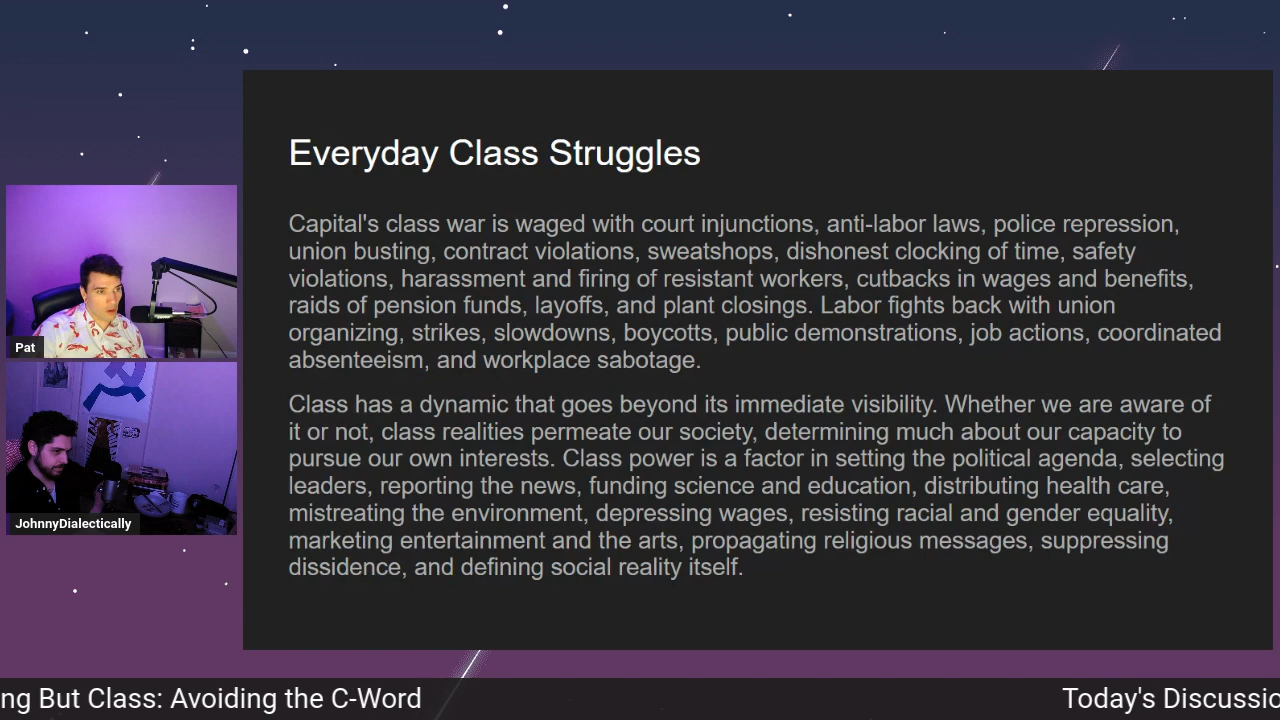 Everyday Class Struggles
Capital's class war is waged with court injunctions, anti-labor laws, police repression,
union busting, contract violations, sweatshops, dishonest clocking of time, safety
violations, harassment and firing of resistant workers, cutbacks in wages and benefits,
raids of pension funds, layoffs, and plant closings. Labor fights back with union
organizing, strikes, slowdowns, boycotts, public demonstrations, job actions, coordinated
absenteeism, and workplace sabotage.
Class has a dynamic that goes beyond its immediate visibility. Whether we are aware of
it or not, class realities permeate our society, determining much about our capacity to
pursue our own interests. Class power is a factor in setting the political agenda, selecting
leaders, reporting the news, funding science and education, distributing health care,
mistreating the environment, depressing wages, resisting racial and gender equality,
marketing entertainment and the arts, propagating religious messages, suppressing
dissidence, and defining social reality itself.
Pat
JohnnyDialectically
ng But Class: Avoiding the C-Word
Today's Discussio